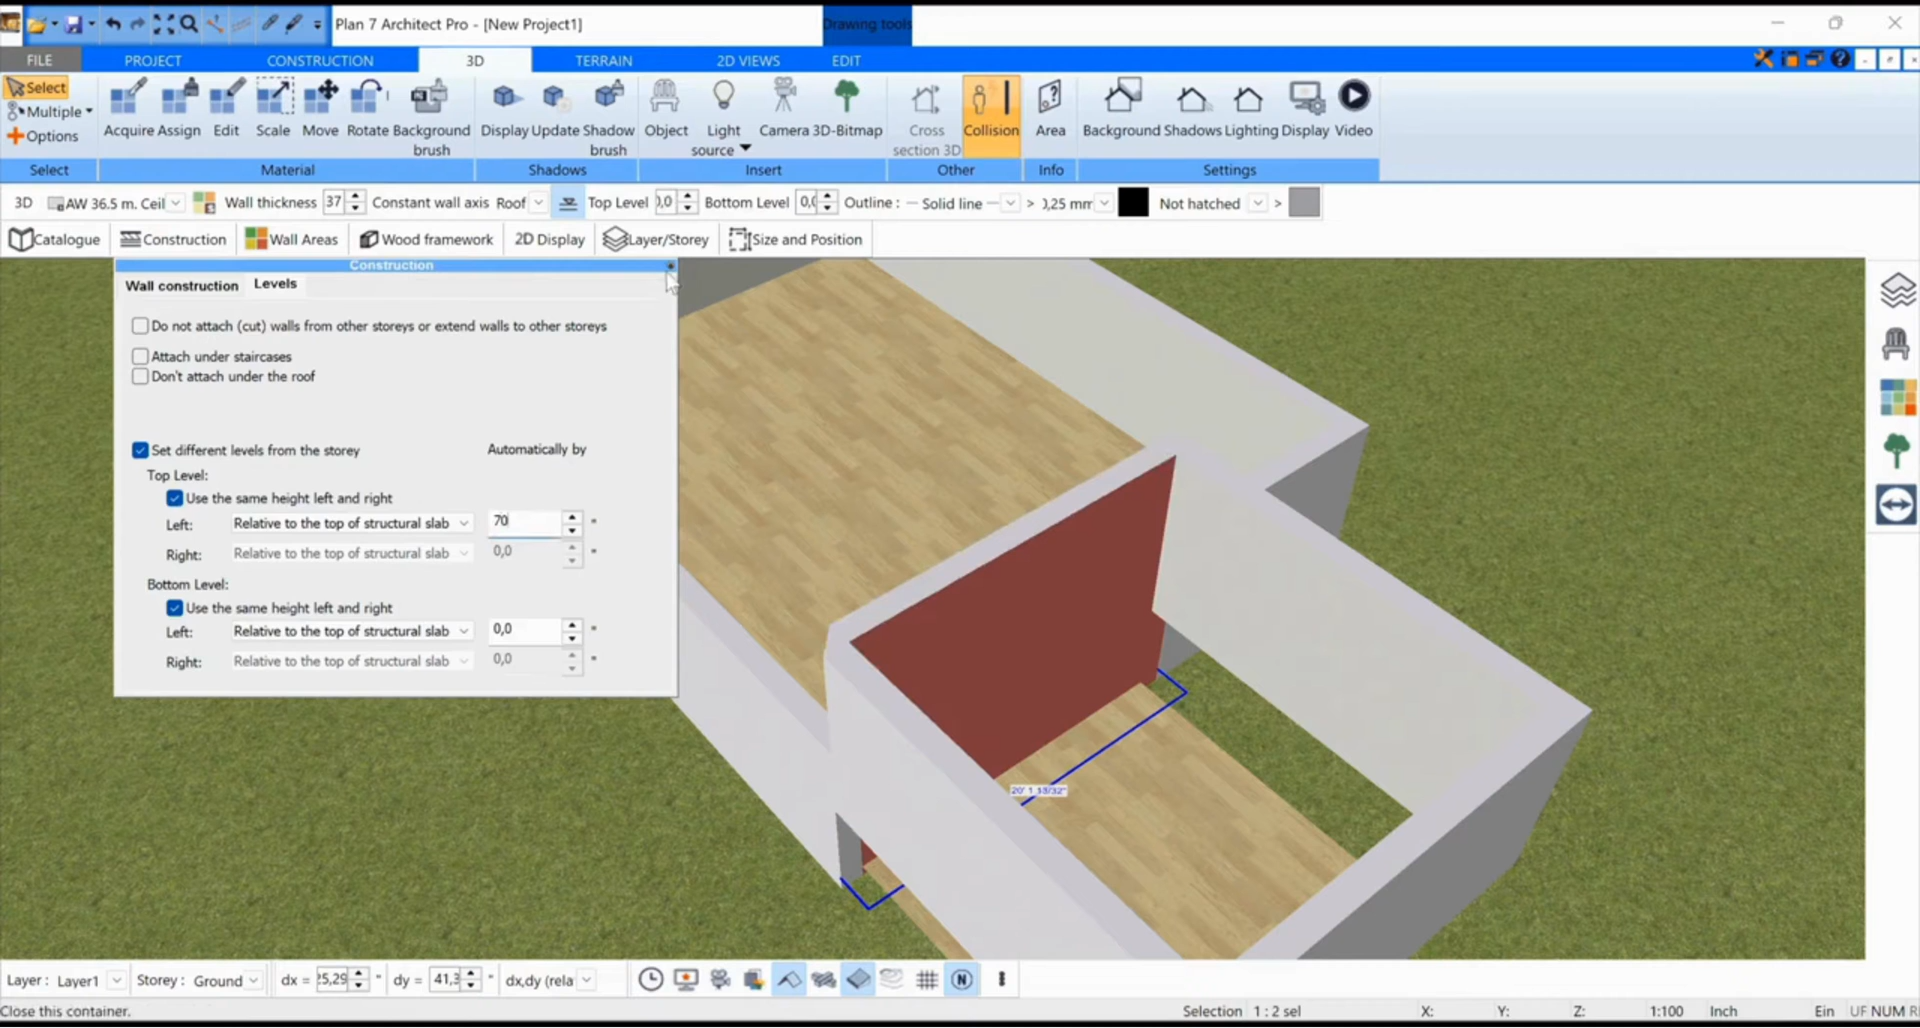 Plan 7 Architect Pro - [New Project1]
Drawing tools
FILE PROJECT CONSTRUCTION 3D TERRAIN 2D VIEWS EDIT
Select
Multiple
Options
Acquire Assign Edit Scale Move Rotate Background brush
Display Update Shadow brush
Object Light source Camera 3D-Bitmap
Cross section 3D Collision Area
Background Shadows Lighting Display Video
Select Material Shadows Insert Other Info Settings
3D AW 36.5 m. Ceil Wall thickness 37 Constant wall axis Roof Top Level 0,0 Bottom Level 0,0 Outline : Solid line > 0,25 mm Not hatched >
Catalogue Construction Wall Areas Wood framework 2D Display Layer/Storey Size and Position
Construction
Wall construction Levels
Do not attach (cut) walls from other storeys or extend walls to other storeys
Attach under staircases
Don't attach under the roof
Set different levels from the storey Automatically by
Top Level:
Use the same height left and right
Left: Relative to the top of structural slab 70 "
Right: Relative to the top of structural slab 0,0 "
Bottom Level:
Use the same height left and right
Left: Relative to the top of structural slab 0,0 "
Right: Relative to the top of structural slab 0,0 "
Layer : Layer1 Storey : Ground dx = 25,29 " dy = 41,3 " dx,dy (rela
N
Close this container. Selection 1 : 2 sel X: Y: Z: 1:100 Inch Ein UF NUM R